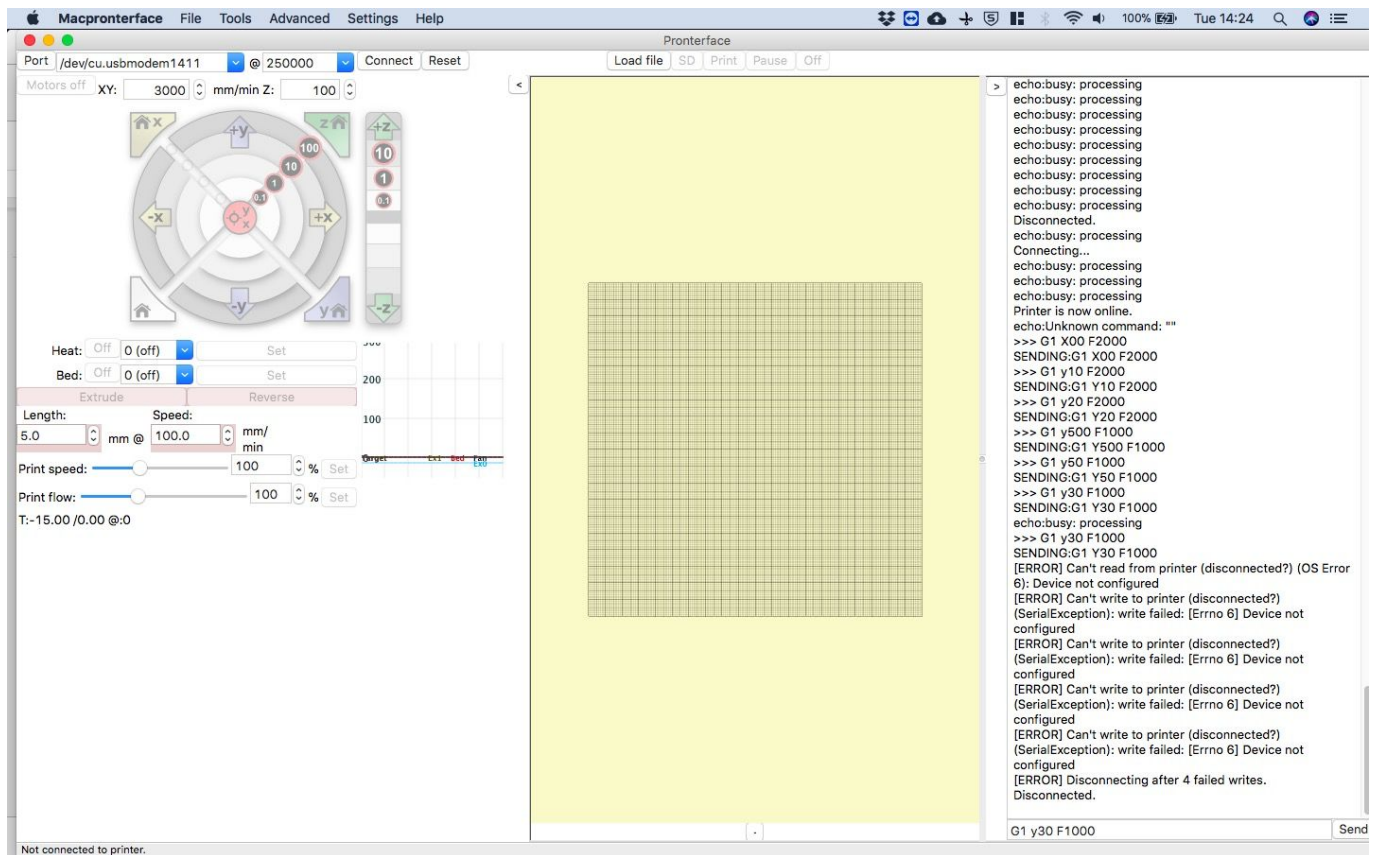 Macpronterface File Tools Advanced Settings Help 100% Tue 14:24
Pronterface
Port /dev/cu.usbmodem1411 @ 250000 Connect Reset Load file SD Print Pause Off
Motors off XY: 3000 mm/min Z: 100 <
x z
+y
100
10
1
0.1
-x y x +x
-y
y
+z
10
1
0.1
-z
Heat: Off 0 (off) Set
Bed: Off 0 (off) Set
Extrude Reverse
Length: Speed:
5.0 mm @ 100.0 mm/
min
Print speed: 100 % Set
Print flow: 100 % Set
T:-15.00 /0.00 @:0
300
200
100
Target Ex1 Bed Fan
Ex0
>
echo:busy: processing
echo:busy: processing
echo:busy: processing
echo:busy: processing
echo:busy: processing
echo:busy: processing
echo:busy: processing
echo:busy: processing
echo:busy: processing
Disconnected.
echo:busy: processing
Connecting...
echo:busy: processing
echo:busy: processing
echo:busy: processing
Printer is now online.
echo:Unknown command: ""
>>> G1 X00 F2000
SENDING:G1 X00 F2000
>>> G1 y10 F2000
SENDING:G1 Y10 F2000
>>> G1 y20 F2000
SENDING:G1 Y20 F2000
>>> G1 y500 F1000
SENDING:G1 Y500 F1000
>>> G1 y50 F1000
SENDING:G1 Y50 F1000
>>> G1 y30 F1000
SENDING:G1 Y30 F1000
echo:busy: processing
>>> G1 y30 F1000
SENDING:G1 Y30 F1000
[ERROR] Can't read from printer (disconnected?) (OS Error
6): Device not configured
[ERROR] Can't write to printer (disconnected?)
(SerialException): write failed: [Errno 6] Device not
configured
[ERROR] Can't write to printer (disconnected?)
(SerialException): write failed: [Errno 6] Device not
configured
[ERROR] Can't write to printer (disconnected?)
(SerialException): write failed: [Errno 6] Device not
configured
[ERROR] Can't write to printer (disconnected?)
(SerialException): write failed: [Errno 6] Device not
configured
[ERROR] Disconnecting after 4 failed writes.
Disconnected.
G1 y30 F1000 Send
Not connected to printer.